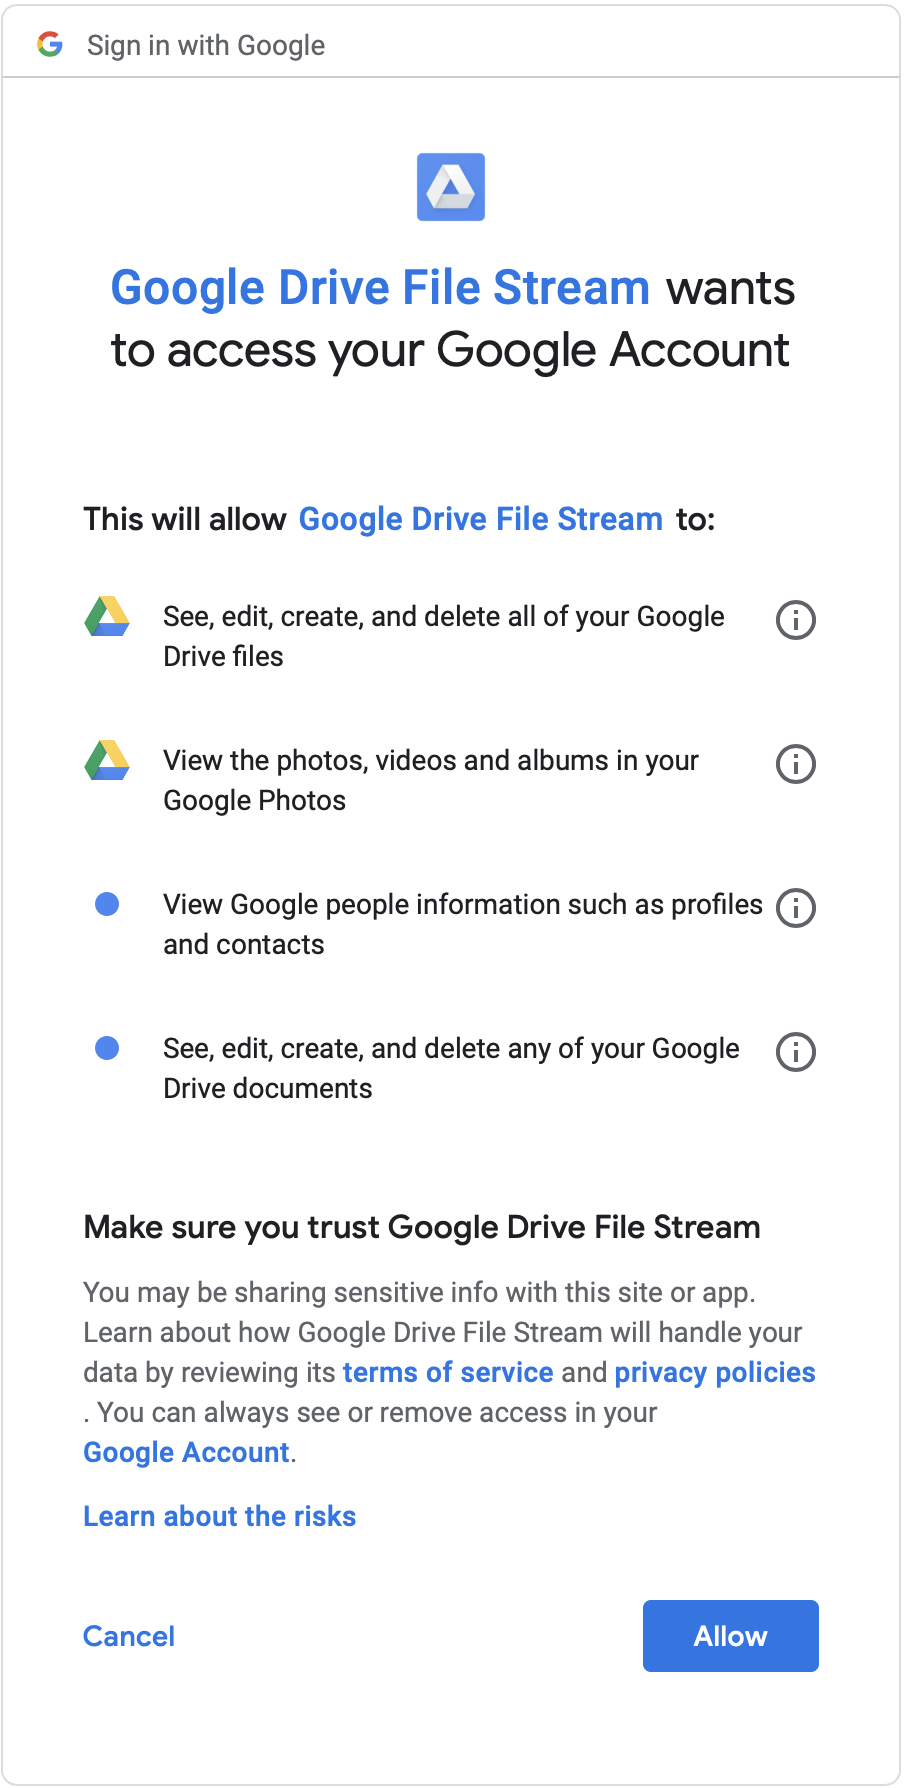 Sign in with Google
Google Drive File Stream wants
to access your Google Account
This will allow Google Drive File Stream to:
See, edit, create, and delete all of your Google
Drive files
View the photos, videos and albums in your
Google Photos
View Google people information such as profiles
and contacts
See, edit, create, and delete any of your Google
Drive documents
Make sure you trust Google Drive File Stream
You may be sharing sensitive info with this site or app.
Learn about how Google Drive File Stream will handle your
data by reviewing its terms of service and privacy policies
. You can always see or remove access in your
Google Account.
Learn about the risks
Cancel
Allow